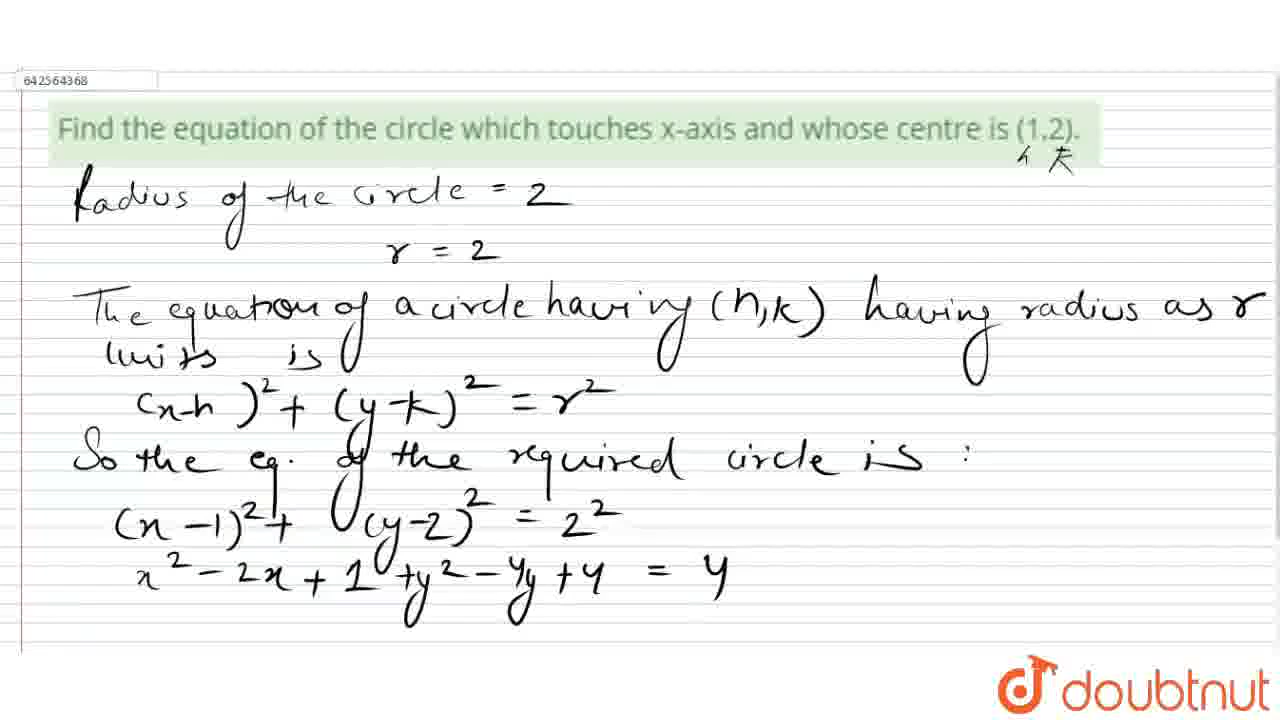 642564368
Find the equation of the circle which touches x-axis and whose centre is (1.2).
h k
Radius of the circle = 2
r = 2
The equation of a circle having (h,k) having radius as r
units is
(x-h)² + (y-k)² = r²
So the eq. of the required circle is :
(x-1)² + (y-2)² = 2²
x² - 2x + 1 + y² - 4y + 4 = 4
doubtnut